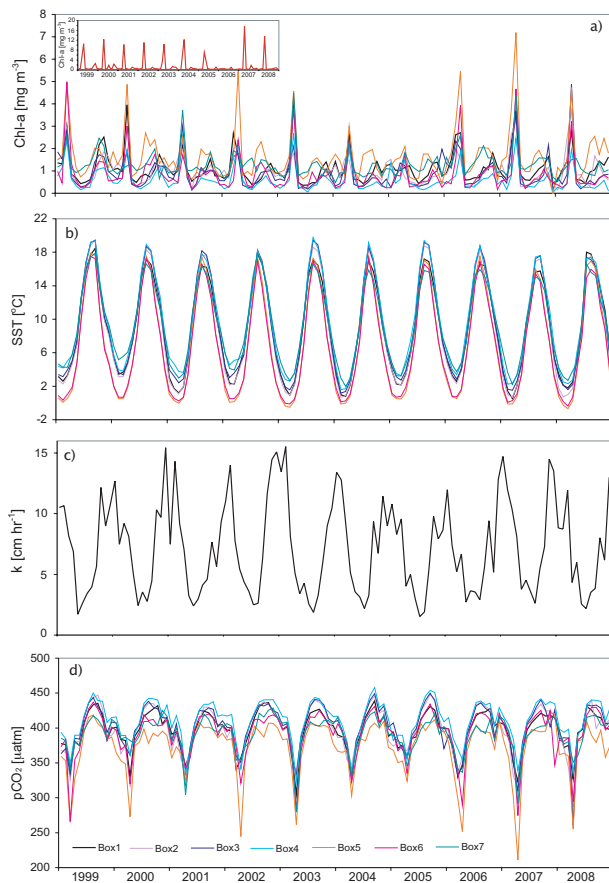 Chl-a [mg m-3]
20
16
12
8
4
0
1999 2000 2001 2002 2003 2004 2005 2006 2007 2008
a)
Chl-a [mg m-3]
8
7
6
5
4
3
2
1
0
b)
SST [°C]
22
18
14
10
6
2
-2
c)
k [cm hr-1]
15
10
5
0
d)
pCO2 [µatm]
500
450
400
350
300
250
200
Box1 Box2 Box3 Box4 Box5 Box6 Box7
1999 2000 2001 2002 2003 2004 2005 2006 2007 2008